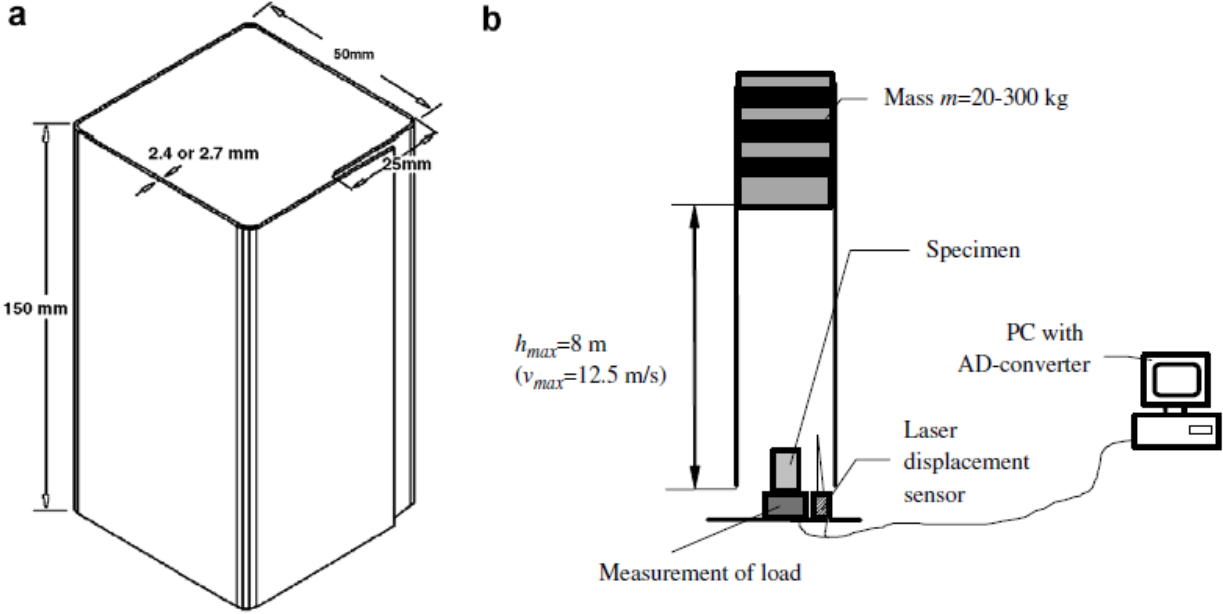 a
50mm
2.4 or 2.7 mm
25mm
150 mm
b
Mass m=20-300 kg
Specimen
hmax=8 m
(vmax=12.5 m/s)
PC with
AD-converter
Laser
displacement
sensor
Measurement of load